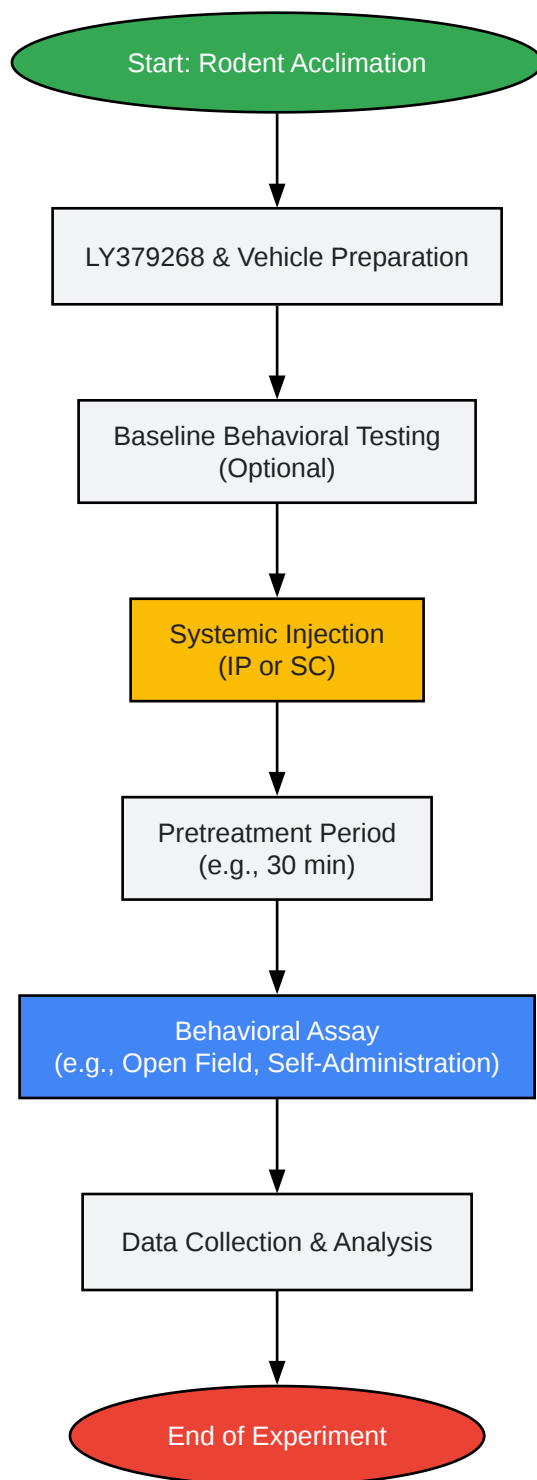 Start: Rodent Acclimation
LY379268 & Vehicle Preparation
Baseline Behavioral Testing
(Optional)
Systemic Injection
(IP or SC)
Pretreatment Period
(e.g., 30 min)
Behavioral Assay
(e.g., Open Field, Self-Administration)
Data Collection & Analysis
End of Experiment